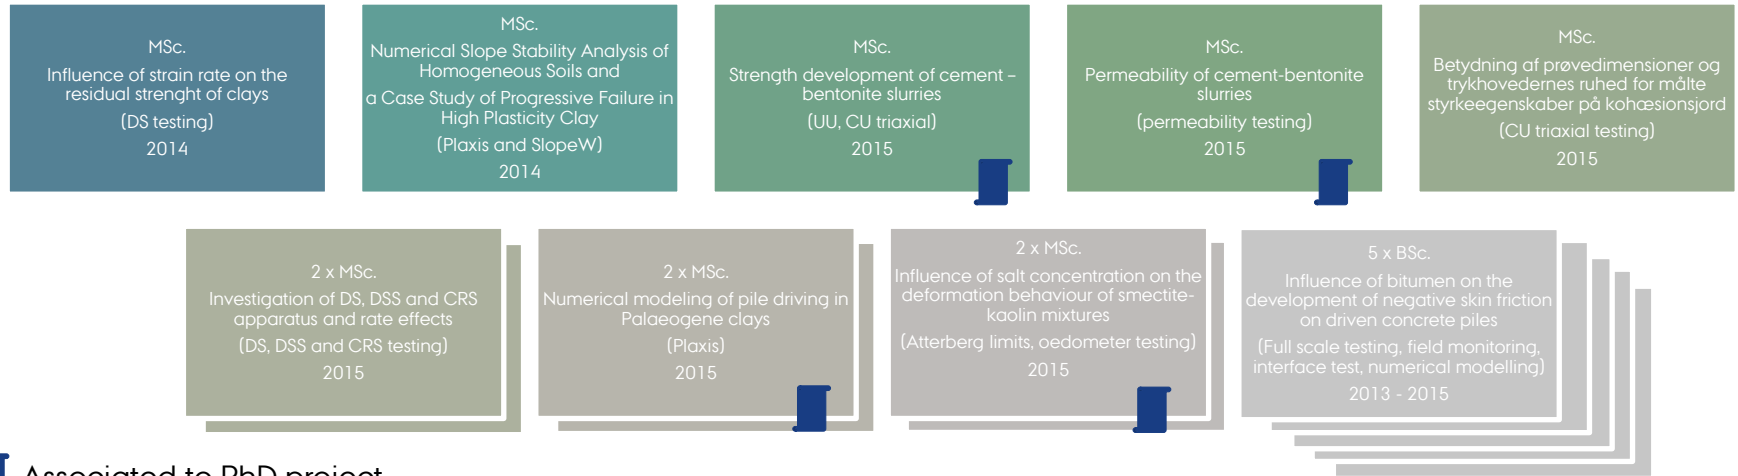 MSc.
Influence of strain rate on the
residual strenght of clays
(DS testing)
2014
MSc.
Numerical Slope Stability Analysis of
Homogeneous Soils and
a Case Study of Progressive Failure in
High Plasticity Clay
(Plaxis and SlopeW)
2014
MSc.
Strength development of cement –
bentonite slurries
(UU, CU triaxial)
2015
MSc.
Permeability of cement-bentonite
slurries
(permeability testing)
2015
MSc.
Betydning af prøvedimensioner og
trykhovedernes ruhed for målte
styrkeegenskaber på kohæsionsjord
(CU triaxial testing)
2015
2 x MSc.
Investigation of DS, DSS and CRS
apparatus and rate effects
(DS, DSS and CRS testing)
2015
2 x MSc.
Numerical modeling of pile driving in
Palaeogene clays
(Plaxis)
2015
2 x MSc.
Influence of salt concentration on the
deformation behaviour of smectite-
kaolin mixtures
(Atterberg limits, oedometer testing)
2015
5 x BSc.
Influence of bitumen on the
development of negative skin friction
on driven concrete piles
(Full scale testing, field monitoring,
interface test, numerical modelling)
2013 - 2015
Associated to PhD project